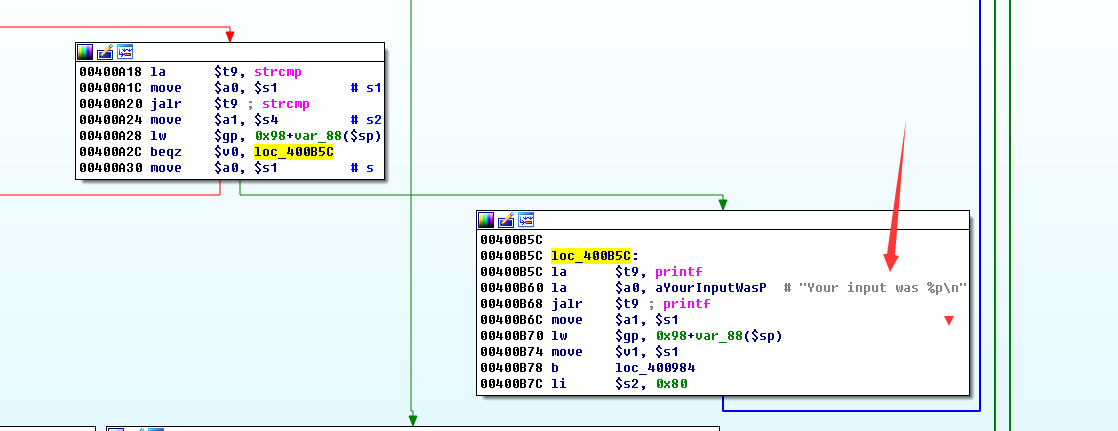 00400A18 la $t9, strcmp
00400A1C move $a0, $s1 # s1
00400A20 jalr $t9 ; strcmp
00400A24 move $a1, $s4 # s2
00400A28 lw $gp, 0x98+var_88($sp)
00400A2C beqz $v0, loc_400B5C
00400A30 move $a0, $s1 # s
00400B5C
00400B5C loc_400B5C:
00400B5C la $t9, printf
00400B60 la $a0, aYourInputWasP # "Your input was %p\n"
00400B68 jalr $t9 ; printf
00400B6C move $a1, $s1
00400B70 lw $gp, 0x98+var_88($sp)
00400B74 move $v1, $s1
00400B78 b loc_400984
00400B7C li $s2, 0x80